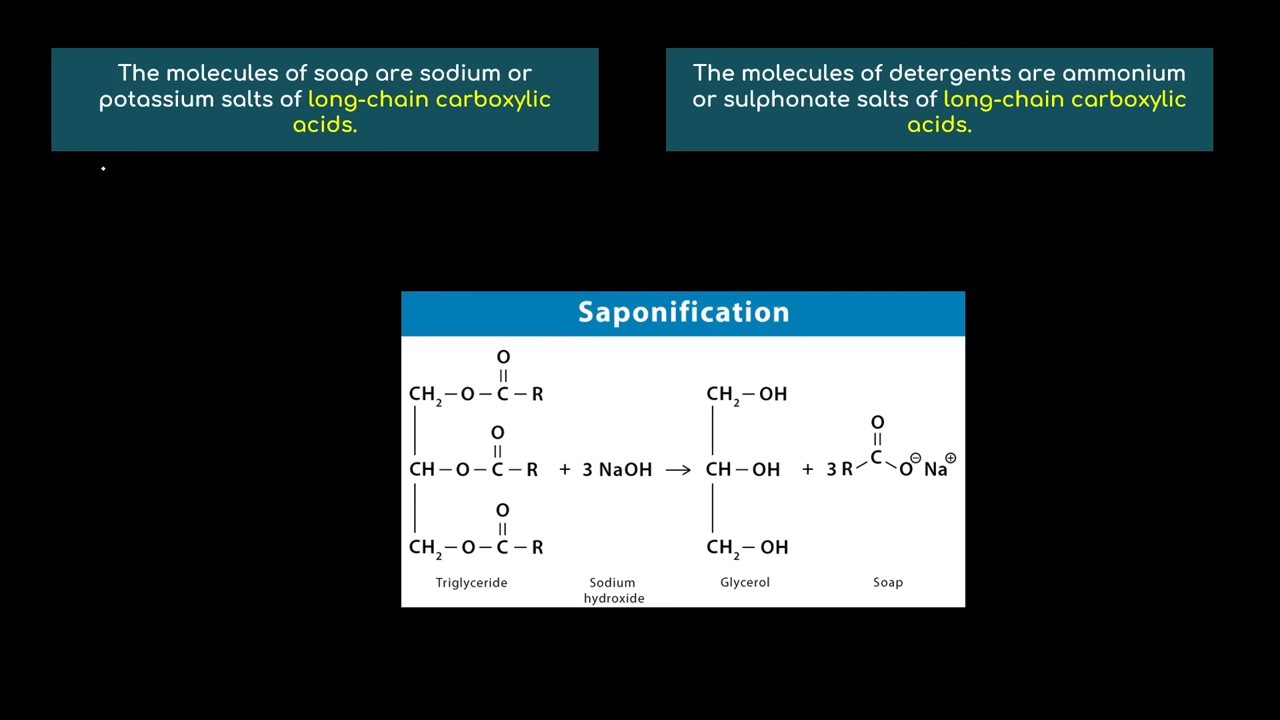 The molecules of soap are sodium or
potassium salts of long-chain carboxylic
acids.
The molecules of detergents are ammonium
or sulphonate salts of long-chain carboxylic
acids.
Saponification
O
||
CH₂ — O — C — R
O
||
CH — O — C — R + 3 NaOH → CH — OH + 3 R C O⊖ Na⊕
O
||
CH₂ — O — C — R
CH₂ — OH
O
||
CH₂ — OH
Triglyceride
Sodium
hydroxide
Glycerol
Soap